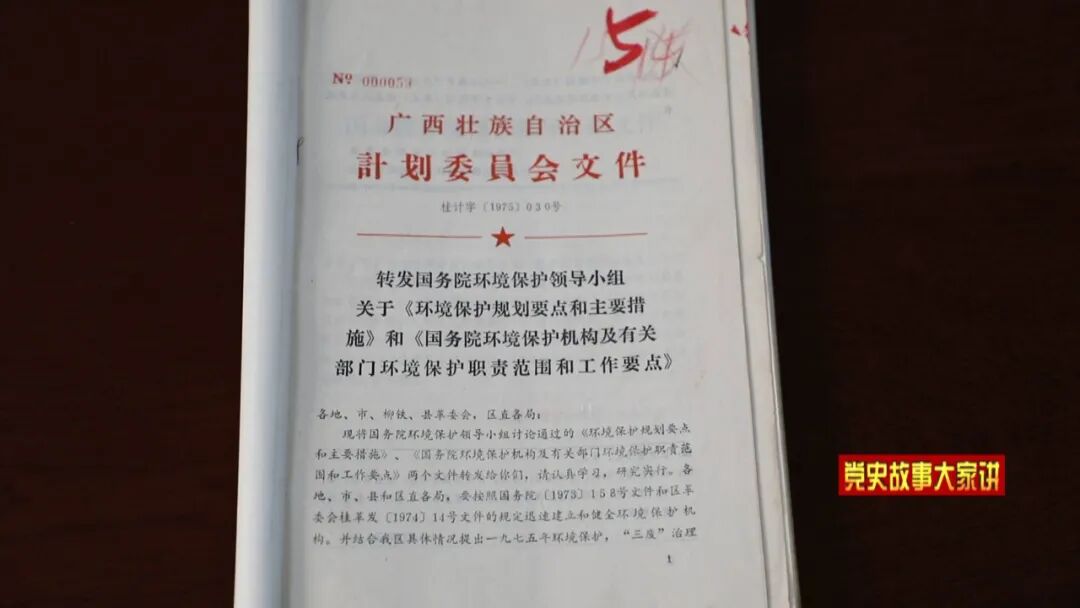 5
№ 000059
广西壮族自治区
計划委員会文件
桂计字〔1975〕030号
转发国务院环境保护领导小组
关于《环境保护规划要点和主要措
施》和《国务院环境保护机构及有关
部门环境保护职责范围和工作要点》
各地、市、柳铁、县革委会，区直各局：
现将国务院环境保护领导小组讨论通过的《环境保护规划要点
和主要措施》、《国务院环境保护机构及有关部门环境保护职责范
围和工作要点》两个文件转发给你们，请认真学习，研究实行。各
地、市、县和区直各局，要按照国务院〔1973〕158号文件和区革
委会桂革发〔1974〕14号文件的规定迅速建立和健全环境保护机
构。并结合我区具体情况提出一九七五年环境保护，“三废”治理
1
党史故事大家讲